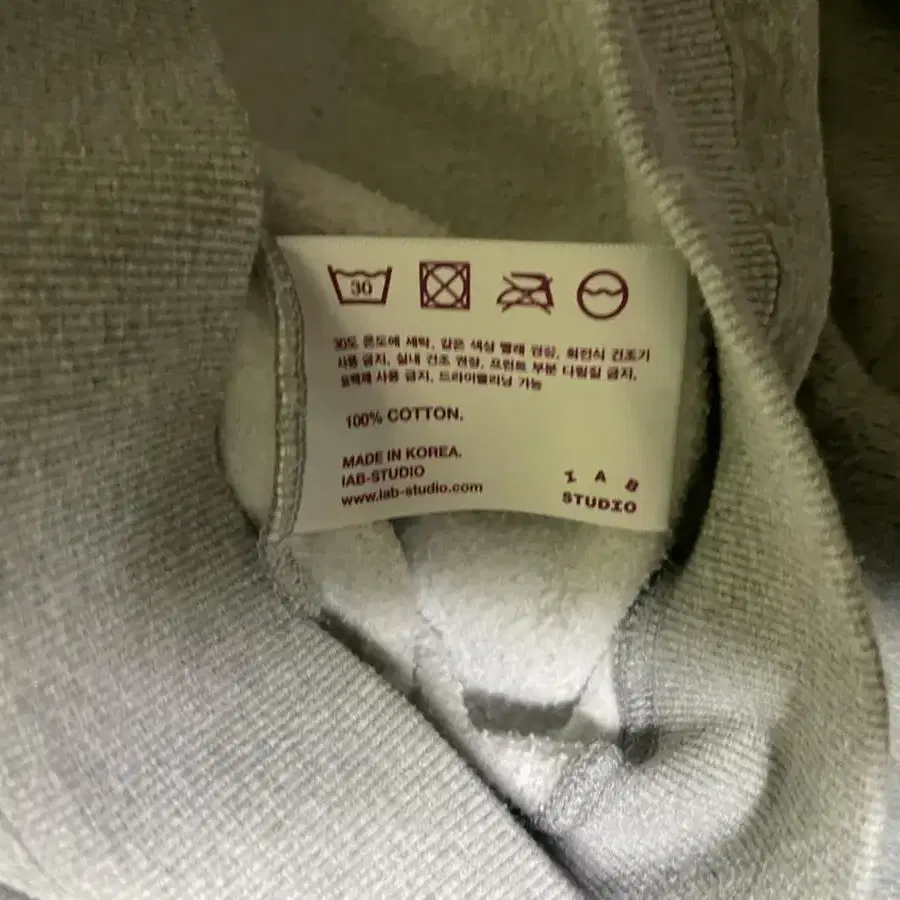 30
30도 온도에 세탁, 같은 색상 빨래 권장, 회전식 건조기
사용 금지, 실내 건조 권장, 프린트 부분 다림질 금지,
표백제 사용 금지, 드라이클리닝 가능
100% COTTON.
MADE IN KOREA.
IAB-STUDIO
www.iab-studio.com
I A B
STUDIO